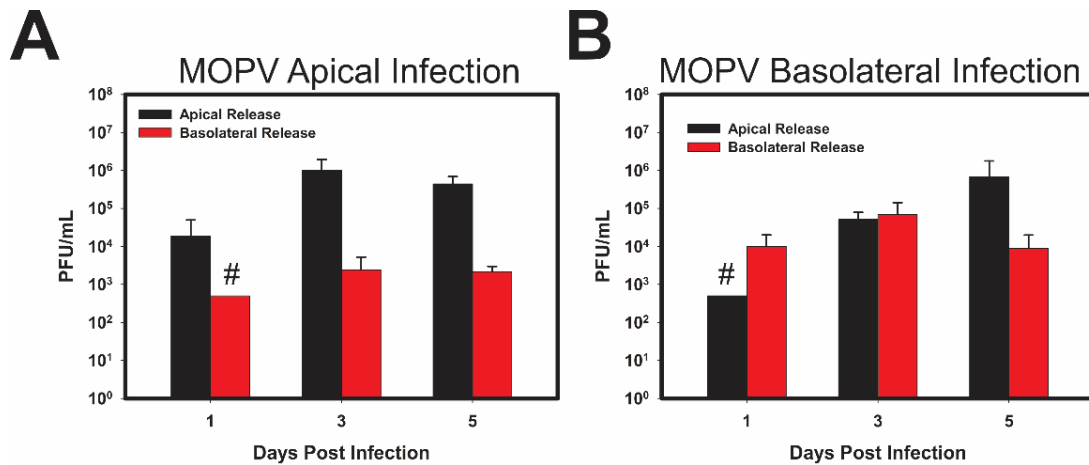 A
MOPV Apical Infection
10⁸
10⁷
10⁶
10⁵
10⁴
10³
10²
10¹
10⁰
PFU/mL
Apical Release
Basolateral Release
#
1 3 5
Days Post Infection
B
MOPV Basolateral Infection
10⁸
10⁷
10⁶
10⁵
10⁴
10³
10²
10¹
10⁰
PFU/mL
Apical Release
Basolateral Release
#
1 3 5
Days Post Infection